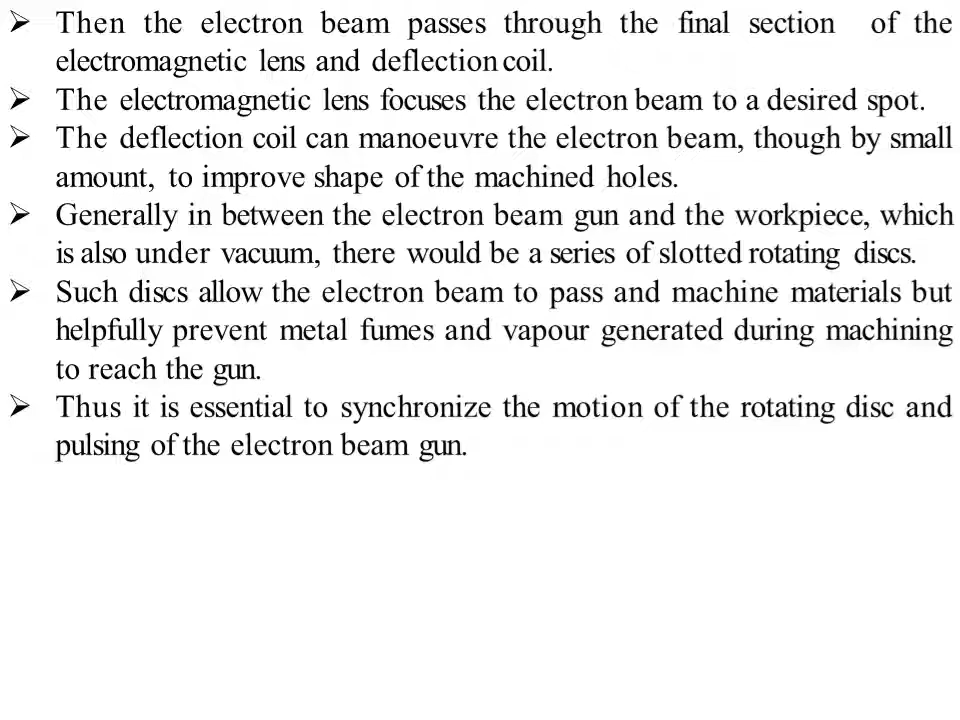 ➢ Then the electron beam passes through the final section of the
electromagnetic lens and deflection coil.
➢ The electromagnetic lens focuses the electron beam to a desired spot.
➢ The deflection coil can manoeuvre the electron beam, though by small
amount, to improve shape of the machined holes.
➢ Generally in between the electron beam gun and the workpiece, which
is also under vacuum, there would be a series of slotted rotating discs.
➢ Such discs allow the electron beam to pass and machine materials but
helpfully prevent metal fumes and vapour generated during machining
to reach the gun.
➢ Thus it is essential to synchronize the motion of the rotating disc and
pulsing of the electron beam gun.